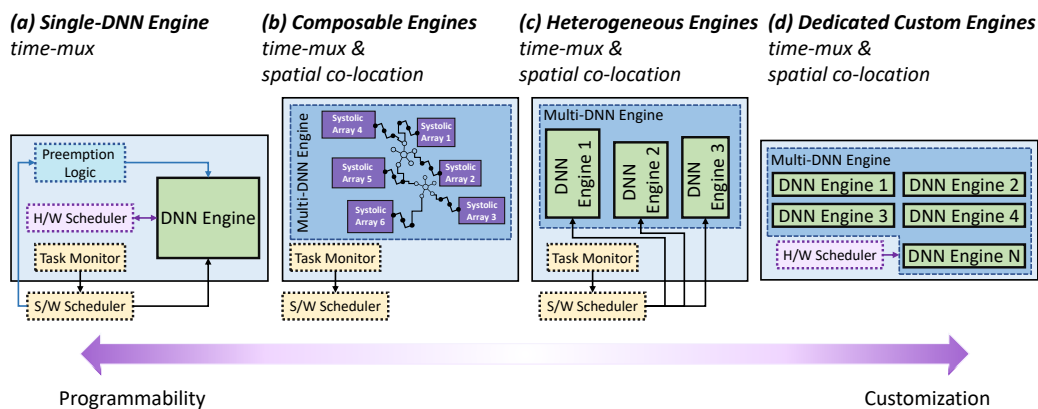 (a) Single-DNN Engine
time-mux
Preemption
Logic
H/W Scheduler
DNN Engine
Task Monitor
S/W Scheduler
(b) Composable Engines
time-mux &
spatial co-location
Multi-DNN Engine
Systolic
Array 4
Systolic
Array 1
Systolic
Array 5
Systolic
Array 2
Systolic
Array 6
Systolic
Array 3
Task Monitor
S/W Scheduler
(c) Heterogeneous Engines
time-mux &
spatial co-location
Multi-DNN Engine
DNN
Engine 1
DNN
Engine 2
DNN
Engine 3
Task Monitor
S/W Scheduler
(d) Dedicated Custom Engines
time-mux &
spatial co-location
Multi-DNN Engine
DNN Engine 1
DNN Engine 2
DNN Engine 3
DNN Engine 4
H/W Scheduler
DNN Engine N
Programmability
Customization